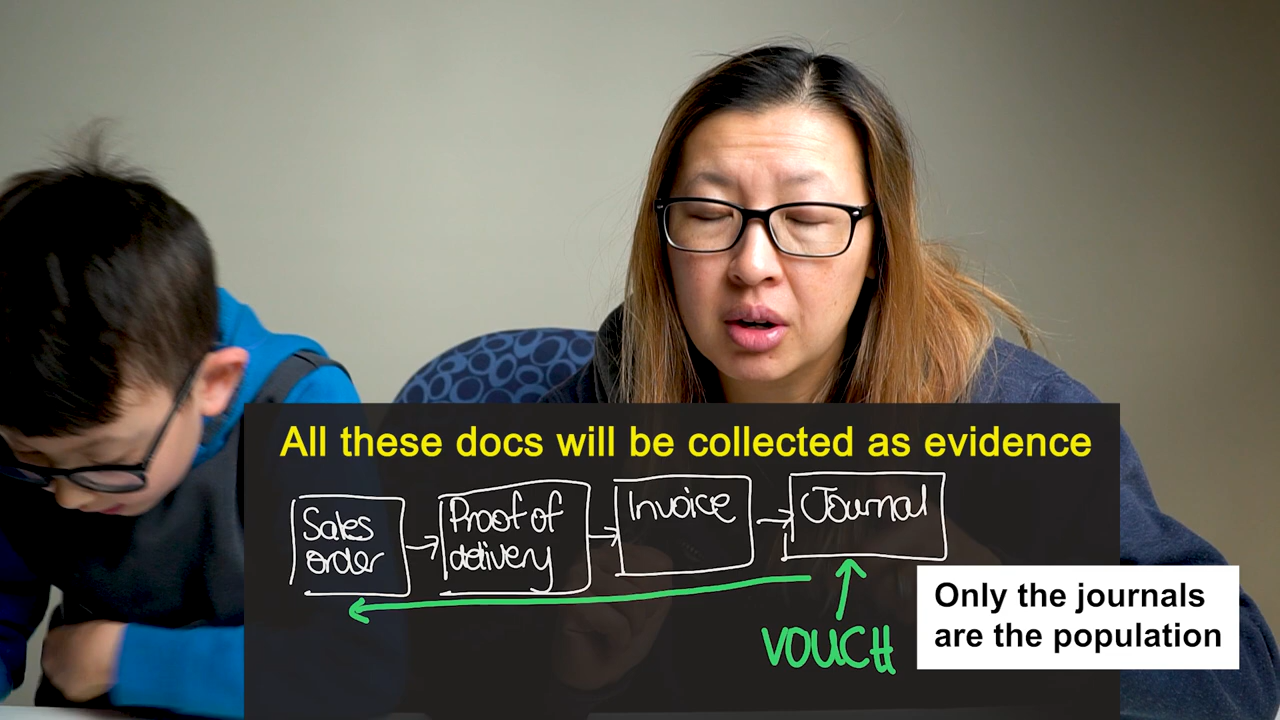 All these docs will be collected as evidence
Sales
order
Proof of
delivery
Invoice
Journal
VOUCH
Only the journals
are the population